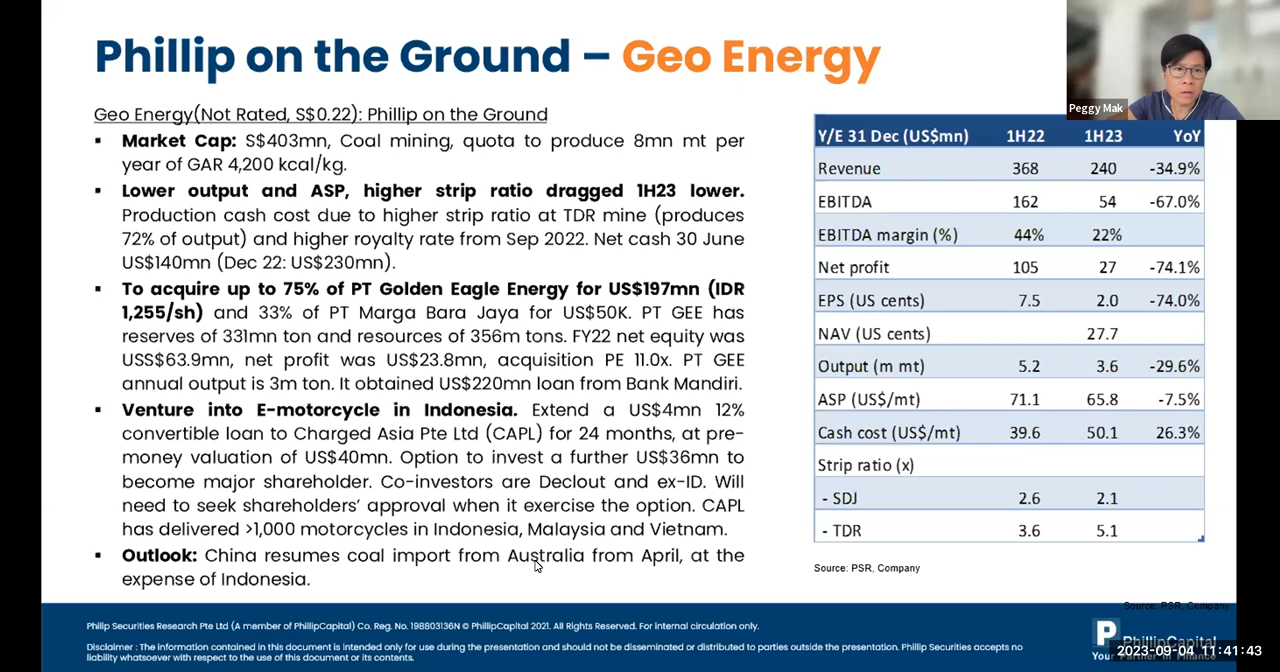 Phillip on the Ground – Geo Energy
Peggy Mak
Geo Energy(Not Rated, S$0.22): Phillip on the Ground
▪ Market Cap: S$403mn, Coal mining, quota to produce 8mn mt per
year of GAR 4,200 kcal/kg.
▪ Lower output and ASP, higher strip ratio dragged 1H23 lower.
Production cash cost due to higher strip ratio at TDR mine (produces
72% of output) and higher royalty rate from Sep 2022. Net cash 30 June
US$140mn (Dec 22: US$230mn).
▪ To acquire up to 75% of PT Golden Eagle Energy for US$197mn (IDR
1,255/sh) and 33% of PT Marga Bara Jaya for US$50K. PT GEE has
reserves of 331mn ton and resources of 356m tons. FY22 net equity was
USS$63.9mn, net profit was US$23.8mn, acquisition PE 11.0x. PT GEE
annual output is 3m ton. It obtained US$220mn loan from Bank Mandiri.
▪ Venture into E-motorcycle in Indonesia. Extend a US$4mn 12%
convertible loan to Charged Asia Pte Ltd (CAPL) for 24 months, at pre-
money valuation of US$40mn. Option to invest a further US$36mn to
become major shareholder. Co-investors are Declout and ex-ID. Will
need to seek shareholders’ approval when it exercise the option. CAPL
has delivered >1,000 motorcycles in Indonesia, Malaysia and Vietnam.
▪ Outlook: China resumes coal import from Australia from April, at the
expense of Indonesia.
Y/E 31 Dec (US$mn) 1H22 1H23 YoY
Revenue 368 240 -34.9%
EBITDA 162 54 -67.0%
EBITDA margin (%) 44% 22%
Net profit 105 27 -74.1%
EPS (US cents) 7.5 2.0 -74.0%
NAV (US cents) 27.7
Output (m mt) 5.2 3.6 -29.6%
ASP (US$/mt) 71.1 65.8 -7.5%
Cash cost (US$/mt) 39.6 50.1 26.3%
Strip ratio (x)
- SDJ 2.6 2.1
- TDR 3.6 5.1
Source: PSR, Company
Source: PSR, Company
Phillip Securities Research Pte Ltd (A member of PhillipCapital) Co. Reg. No. 198803136N © PhillipCapital 2021. All Rights Reserved. For internal circulation only.
Disclaimer : The information contained in this document is intended only for use during the presentation and should not be disseminated or distributed to parties outside the presentation. Phillip Securities accepts no
liability whatsoever with respect to the use of this document or its contents.
P PhillipCapital
Your Partner in Finance
2023-09-04 11:41:43